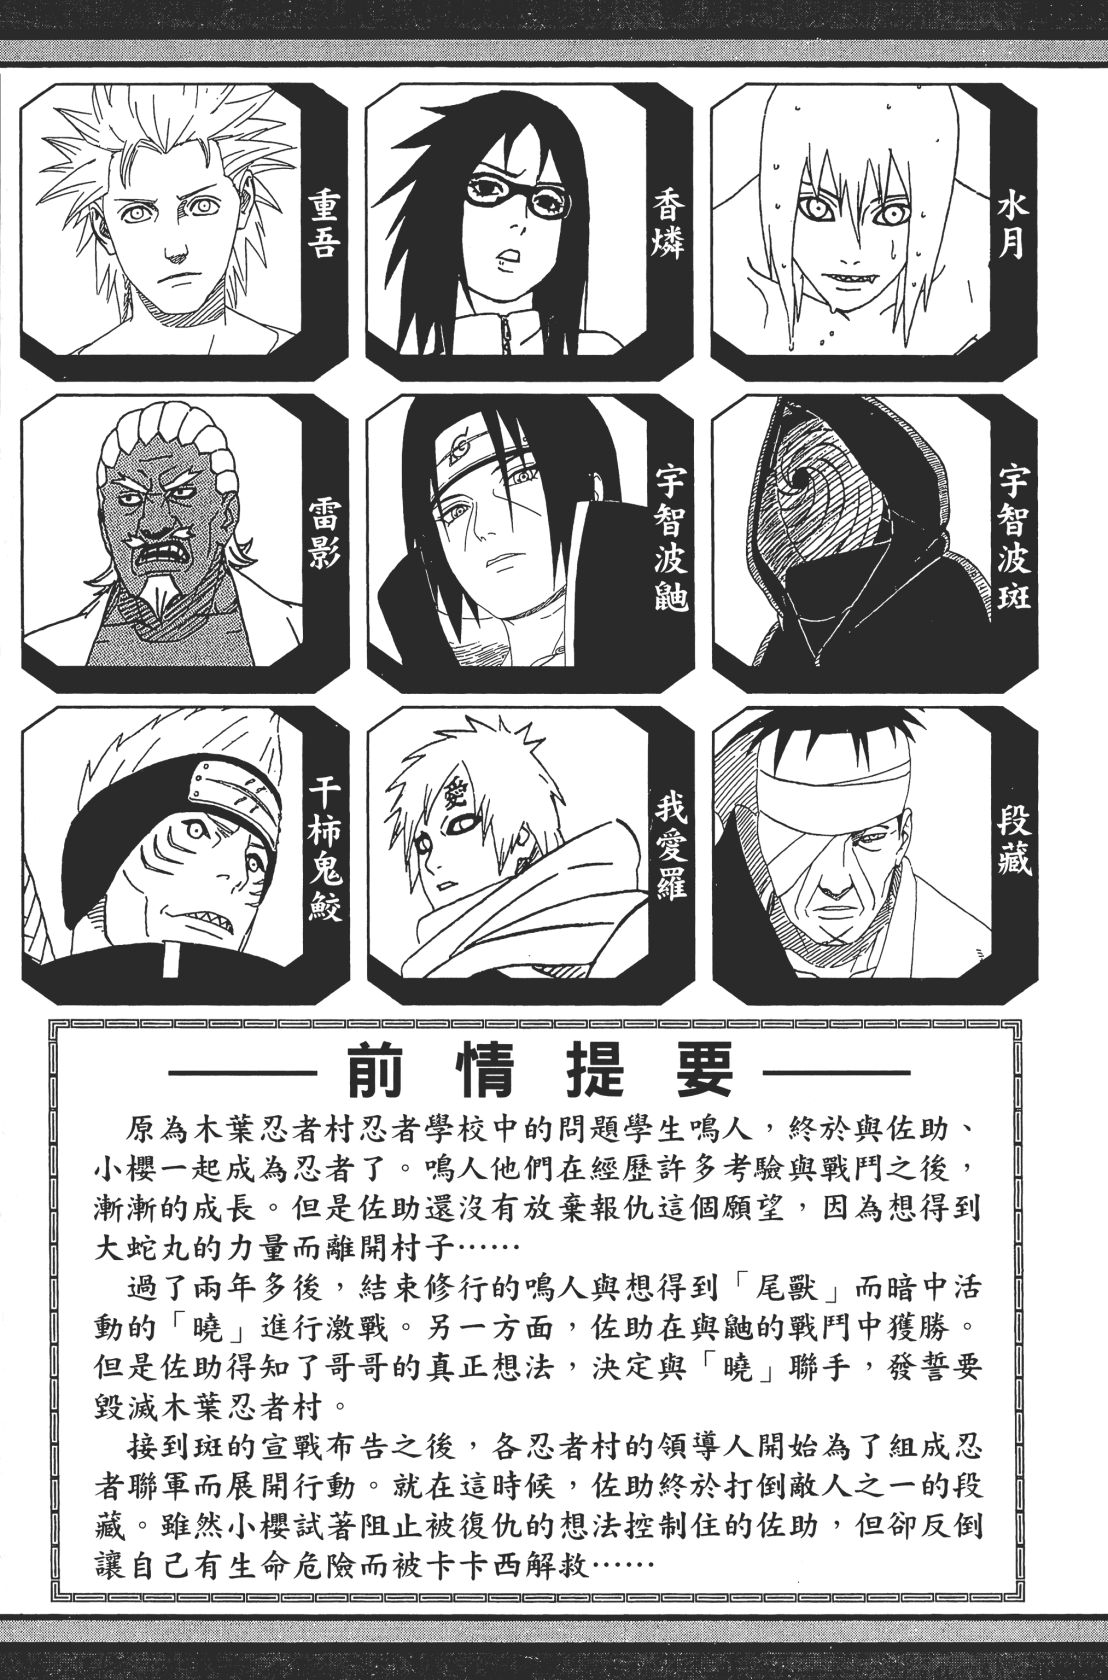 重吾
香燐
水月
雷影
宇智波鼬
宇智波斑
干柿鬼鮫
我愛羅
段藏
愛
前情提要
原為木葉忍者村忍者學校中的問題學生鳴人，終於與佐助、
小櫻一起成為忍者了。鳴人他們在經歷許多考驗與戰鬥之後，
漸漸的成長。但是佐助還沒有放棄報仇這個願望，因為想得到
大蛇丸的力量而離開村子……
過了兩年多後，結束修行的鳴人與想得到「尾獸」而暗中活
動的「曉」進行激戰。另一方面，佐助在與鼬的戰鬥中獲勝。
但是佐助得知了哥哥的真正想法，決定與「曉」聯手，發誓要
毀滅木葉忍者村。
接到斑的宣戰布告之後，各忍者村的領導人開始為了組成忍
者聯軍而展開行動。就在這時候，佐助終於打倒敵人之一的段
藏。雖然小櫻試著阻止被復仇的想法控制住的佐助，但卻反倒
讓自己有生命危險而被卡卡西解救……